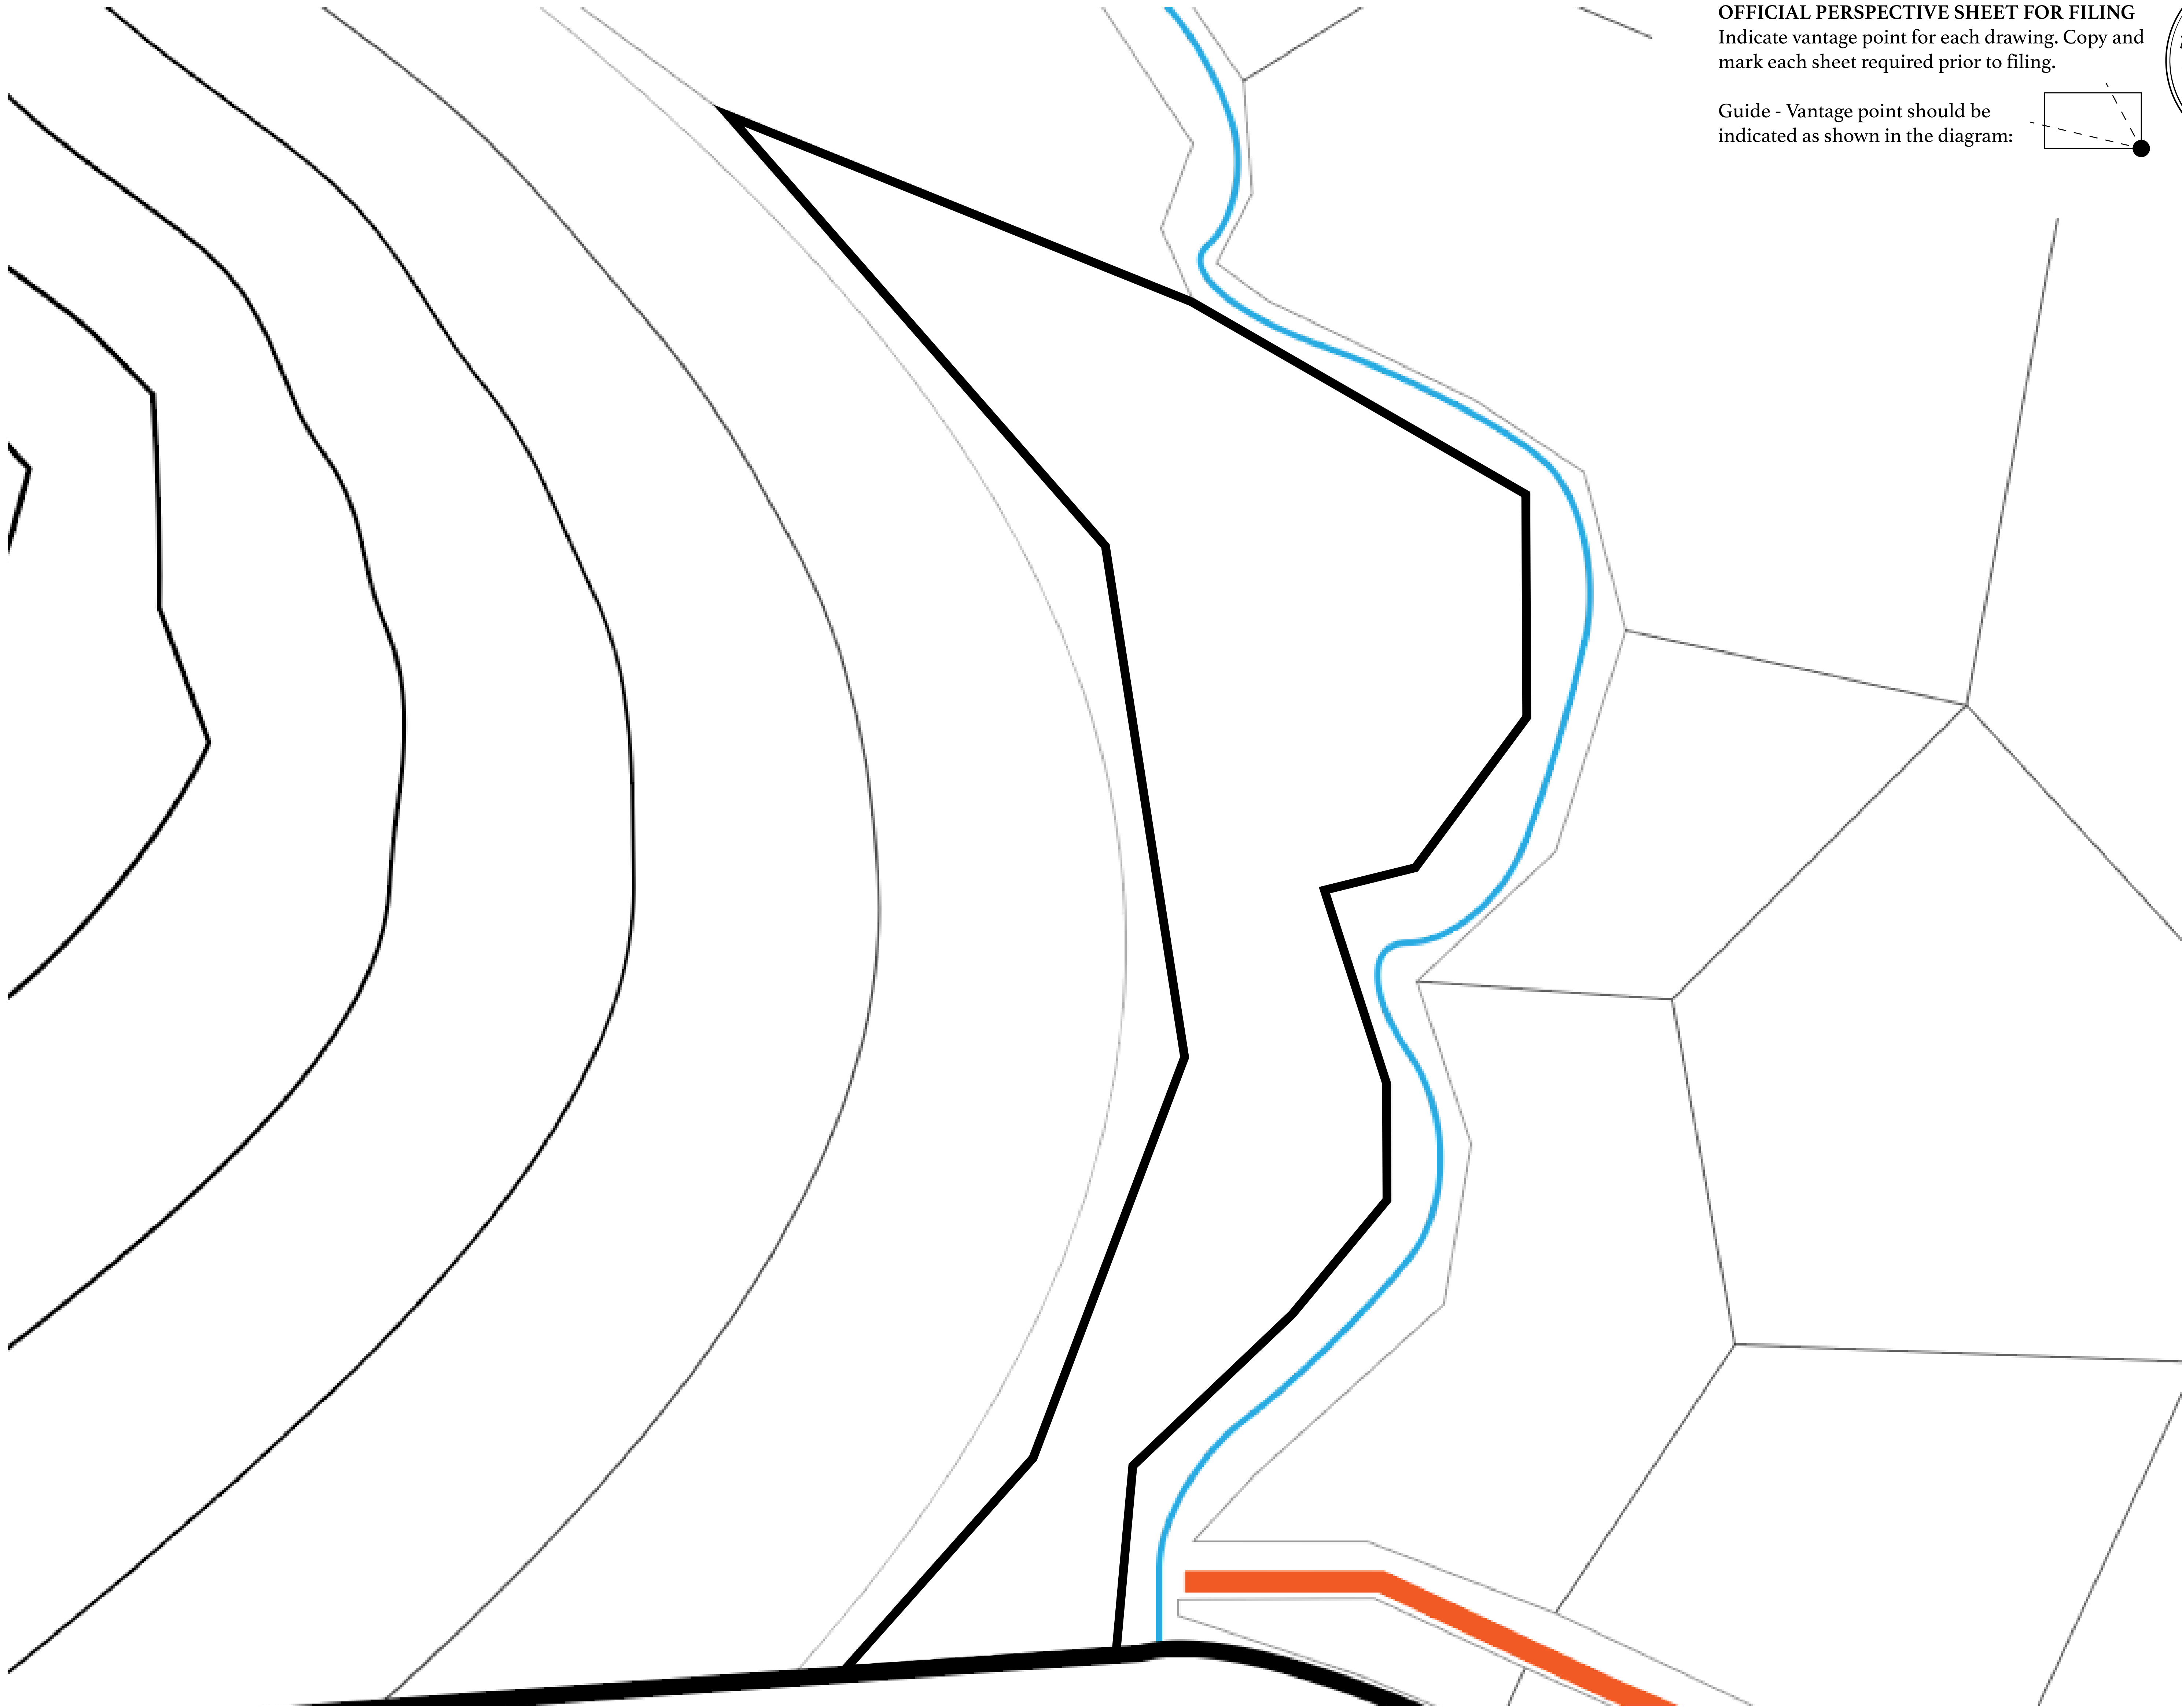 OFFICIAL PERSPECTIVE SHEET FOR FILING
Indicate vantage point for each drawing. Copy and
mark each sheet required prior to filing.
Guide - Vantage point should be
indicated as shown in the diagram: